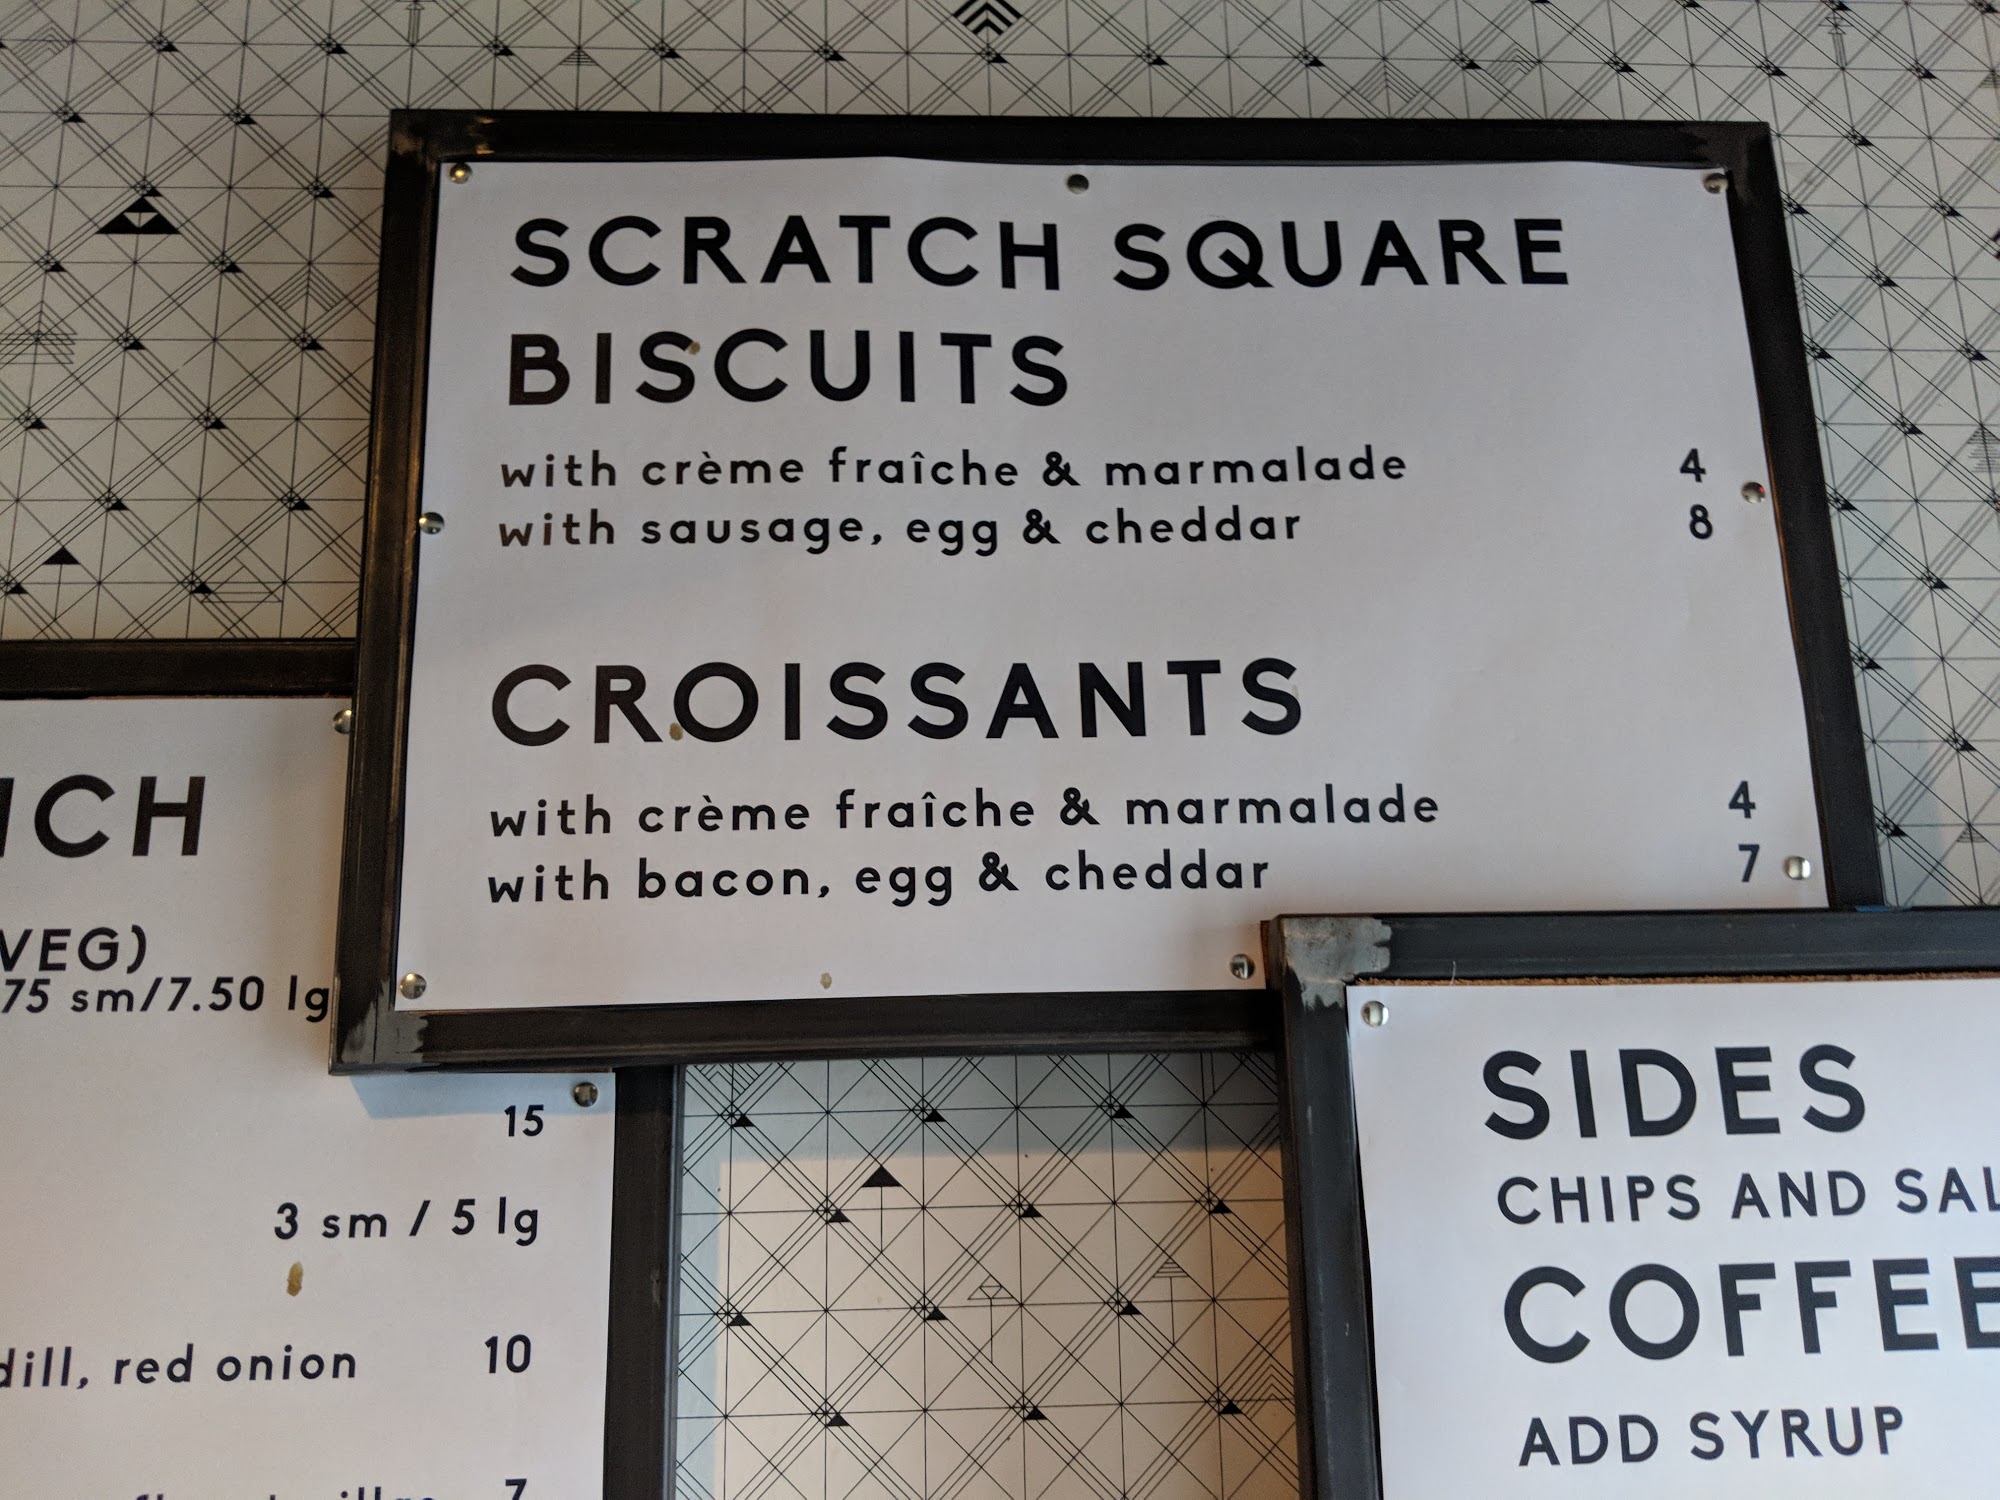 SCRATCH SQUARE
BISCUITS
with crème fraîche & marmalade 4
with sausage, egg & cheddar 8
CROISSANTS
with crème fraîche & marmalade 4
with bacon, egg & cheddar 7
VEG)
75 sm/7.50 lg
15
3 sm / 5 lg
dill, red onion 10
7
SIDES
CHIPS AND
COFFEE
ADD SYRUP